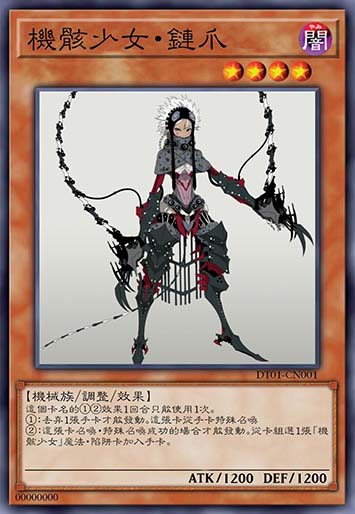 機骸少女·鏈爪
やみ
闇
DT01-CN001
【機械族/調整/效果】
這個卡名的①②效果1回合只能使用1次。
①:丟弃1張手卡才能發動。這張卡從手卡特殊召喚
②:這張卡召喚·特殊召喚成功的場合才能發動。從卡組選1張「機
骸少女」魔法·陷阱卡加入手卡。
ATK/1200 DEF/1200
00000000